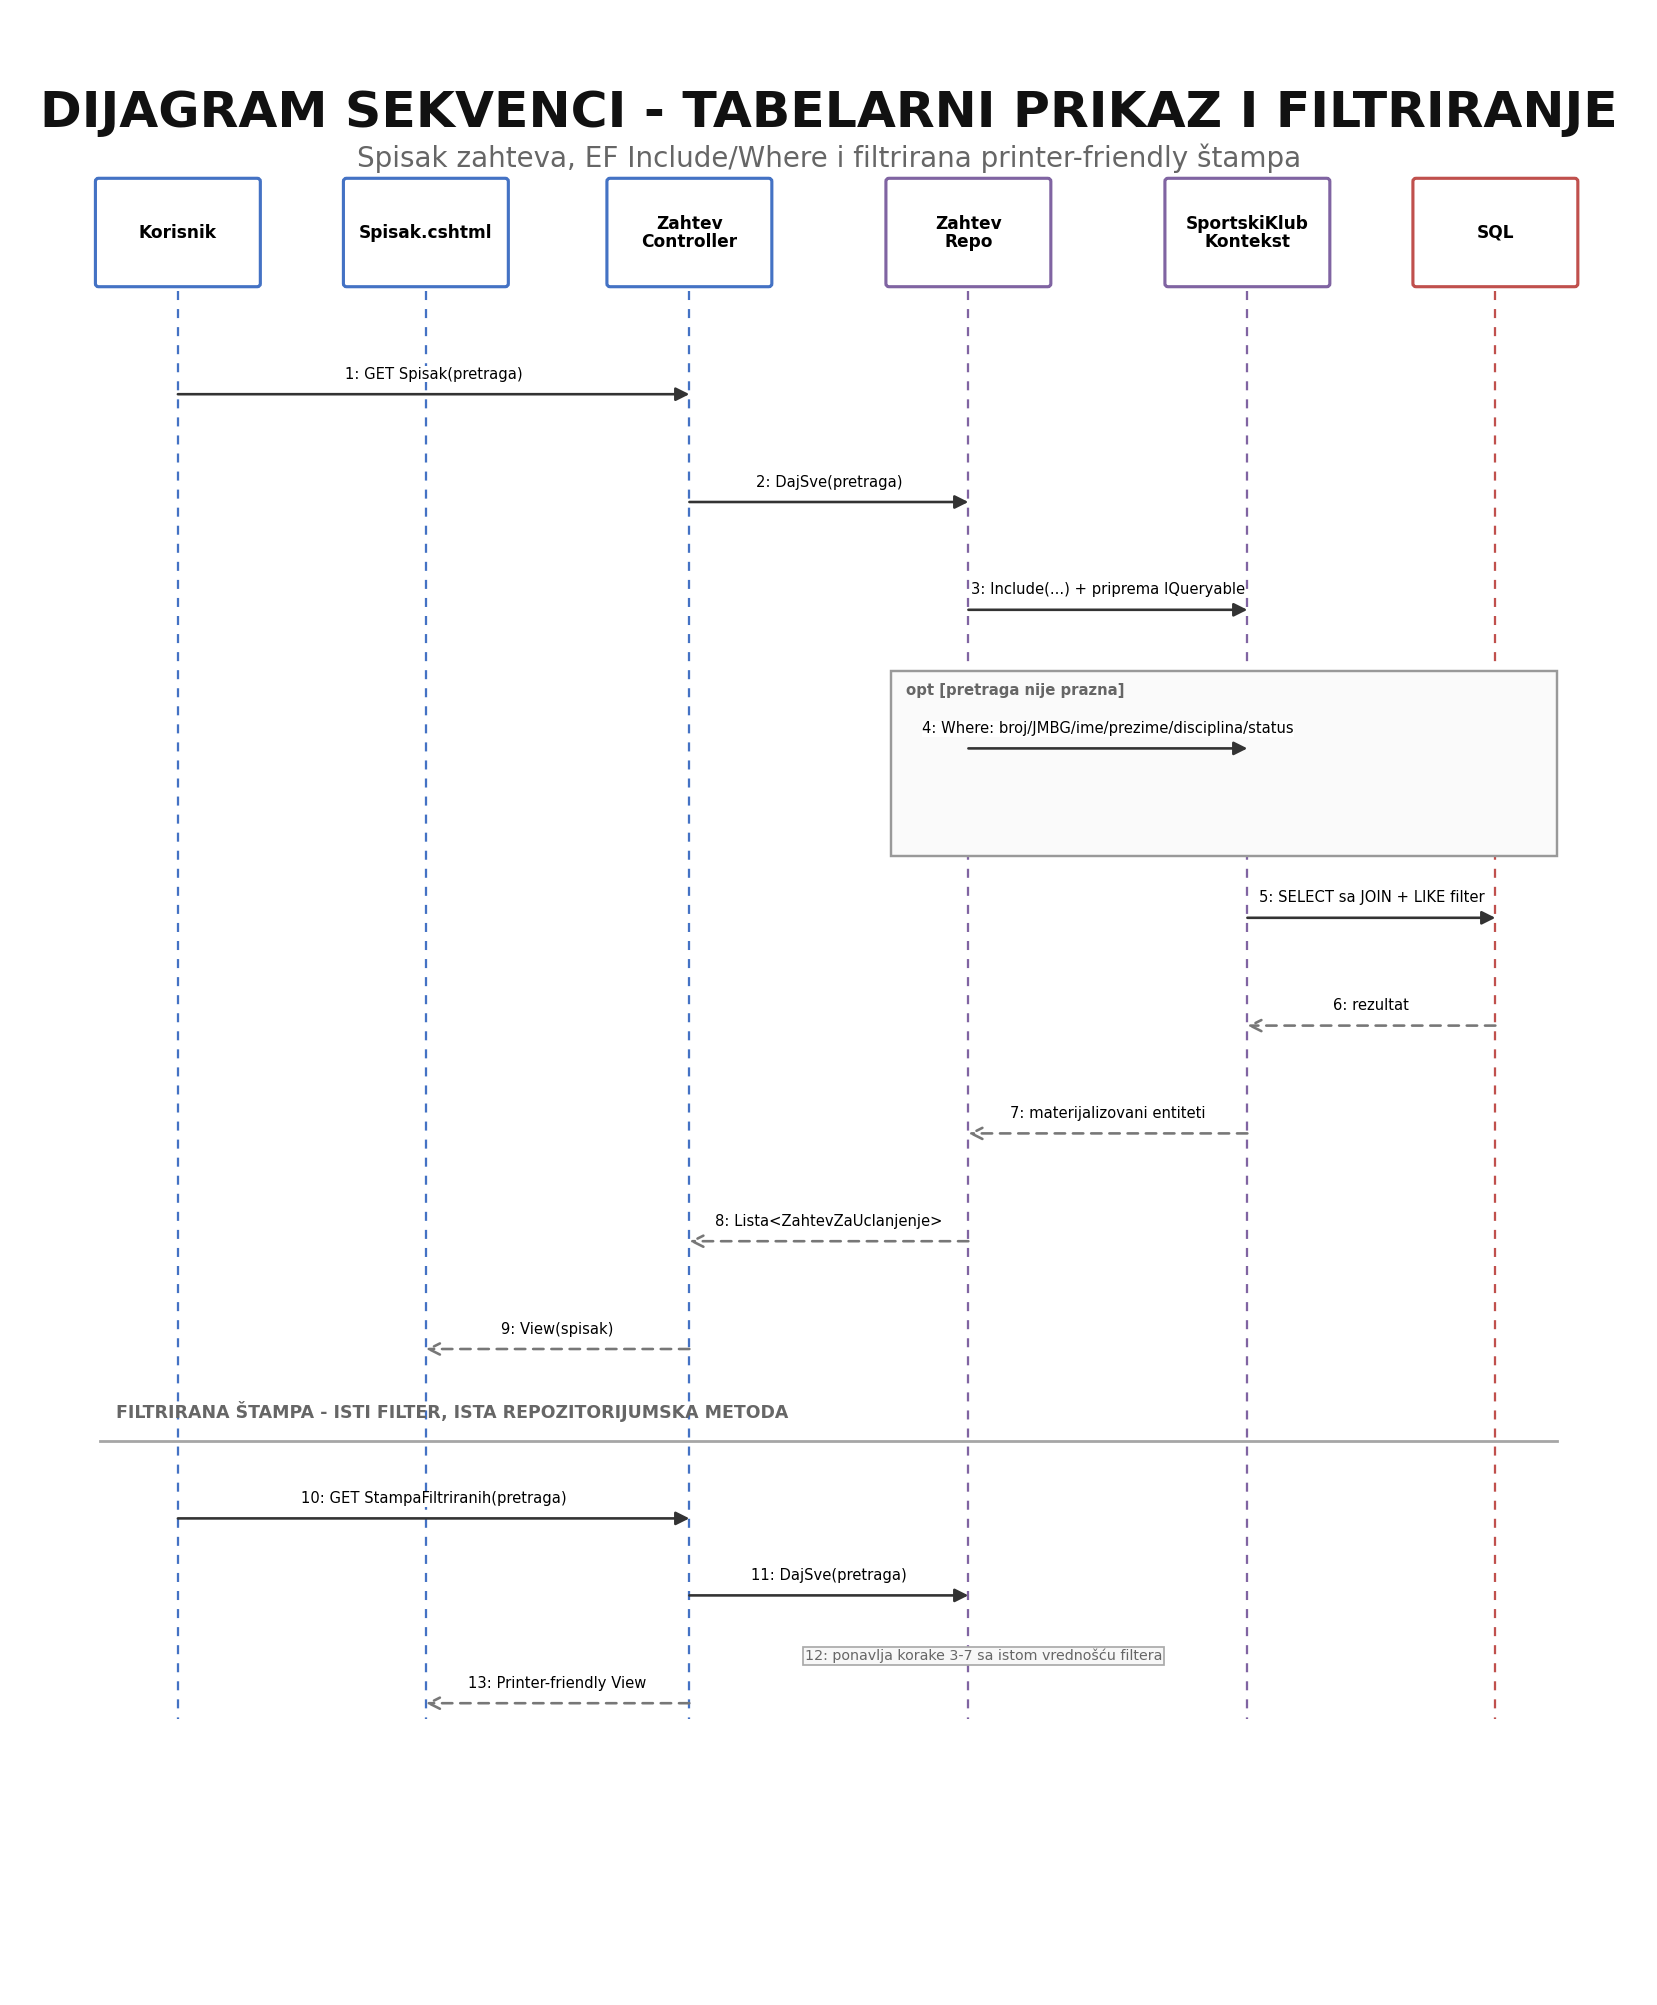 DIJAGRAM SEKVENCI - TABELARNI PRIKAZ I FILTRIRANJE
Spisak zahteva, EF Include/Where i filtrirana printer-friendly štampa
Korisnik
Spisak.cshtml
Zahtev
Controller
Zahtev
Repo
SportskiKlub
Kontekst
SQL
1: GET Spisak(pretraga)
2: DajSve(pretraga)
3: Include(...) + priprema IQueryable
opt [pretraga nije prazna]
4: Where: broj/JMBG/ime/prezime/disciplina/status
5: SELECT sa JOIN + LIKE filter
6: rezultat
7: materijalizovani entiteti
8: Lista<ZahtevZaUclanjenje>
9: View(spisak)
FILTRIRANA ŠTAMPA - ISTI FILTER, ISTA REPOZITORIJUMSKA METODA
10: GET StampaFiltriranih(pretraga)
11: DajSve(pretraga)
12: ponavlja korake 3-7 sa istom vrednošću filtera
13: Printer-friendly View